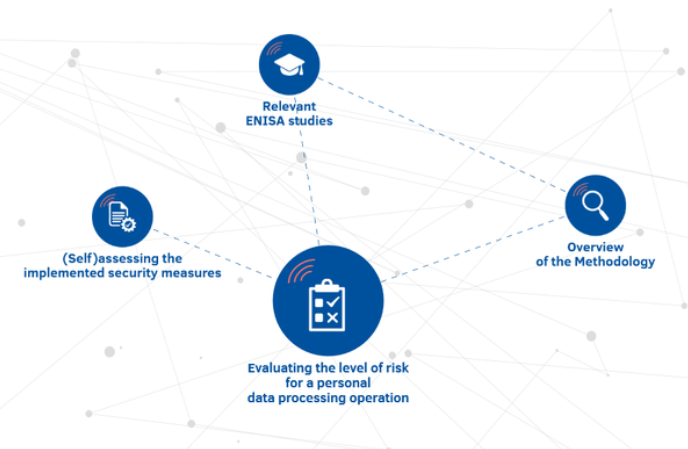 Relevant
ENISA studies
(Self)assessing the
implemented security measures
Overview
of the Methodology
Evaluating the level of risk
for a personal
data processing operation